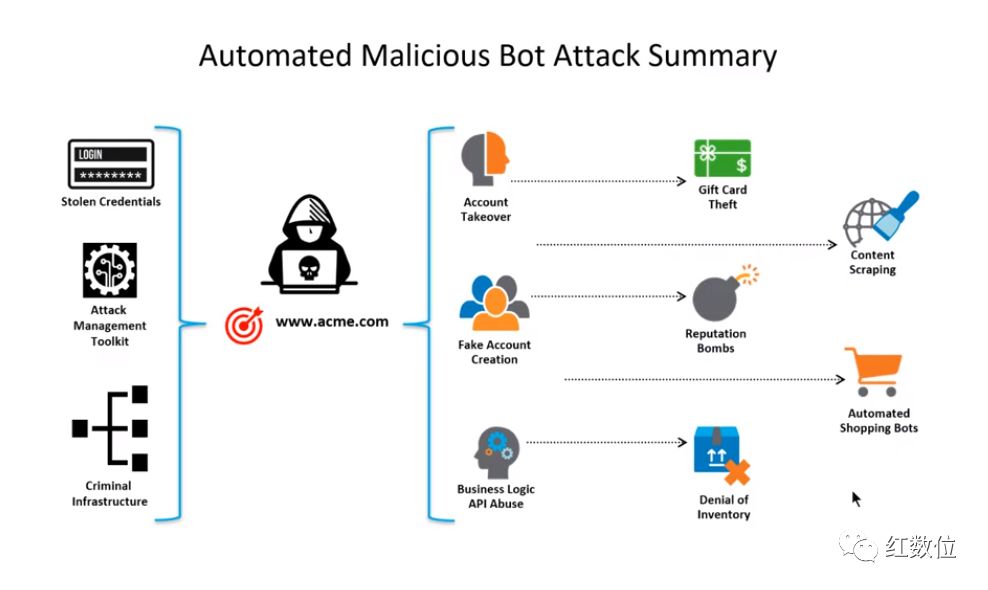 Automated Malicious Bot Attack Summary
LOGIN
********
Stolen Credentials
Attack
Management
Toolkit
Criminal
Infrastructure
www.acme.com
Account
Takeover
Fake Account
Creation
Business Logic
API Abuse
$
Gift Card
Theft
Reputation
Bombs
Denial of
Inventory
Content
Scraping
Automated
Shopping Bots
红数位